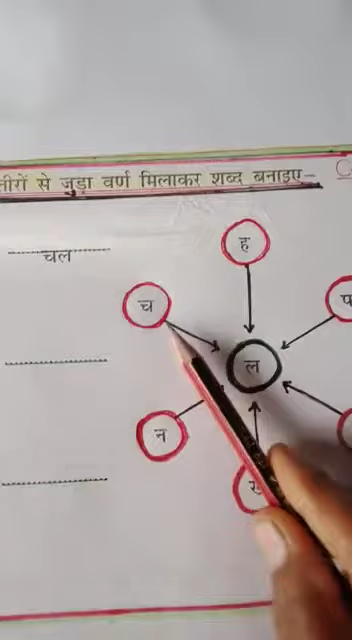 तीरों से जुड़ा वर्ण मिलाकर शब्द बनाइए-
चल
ह
च
ल
न